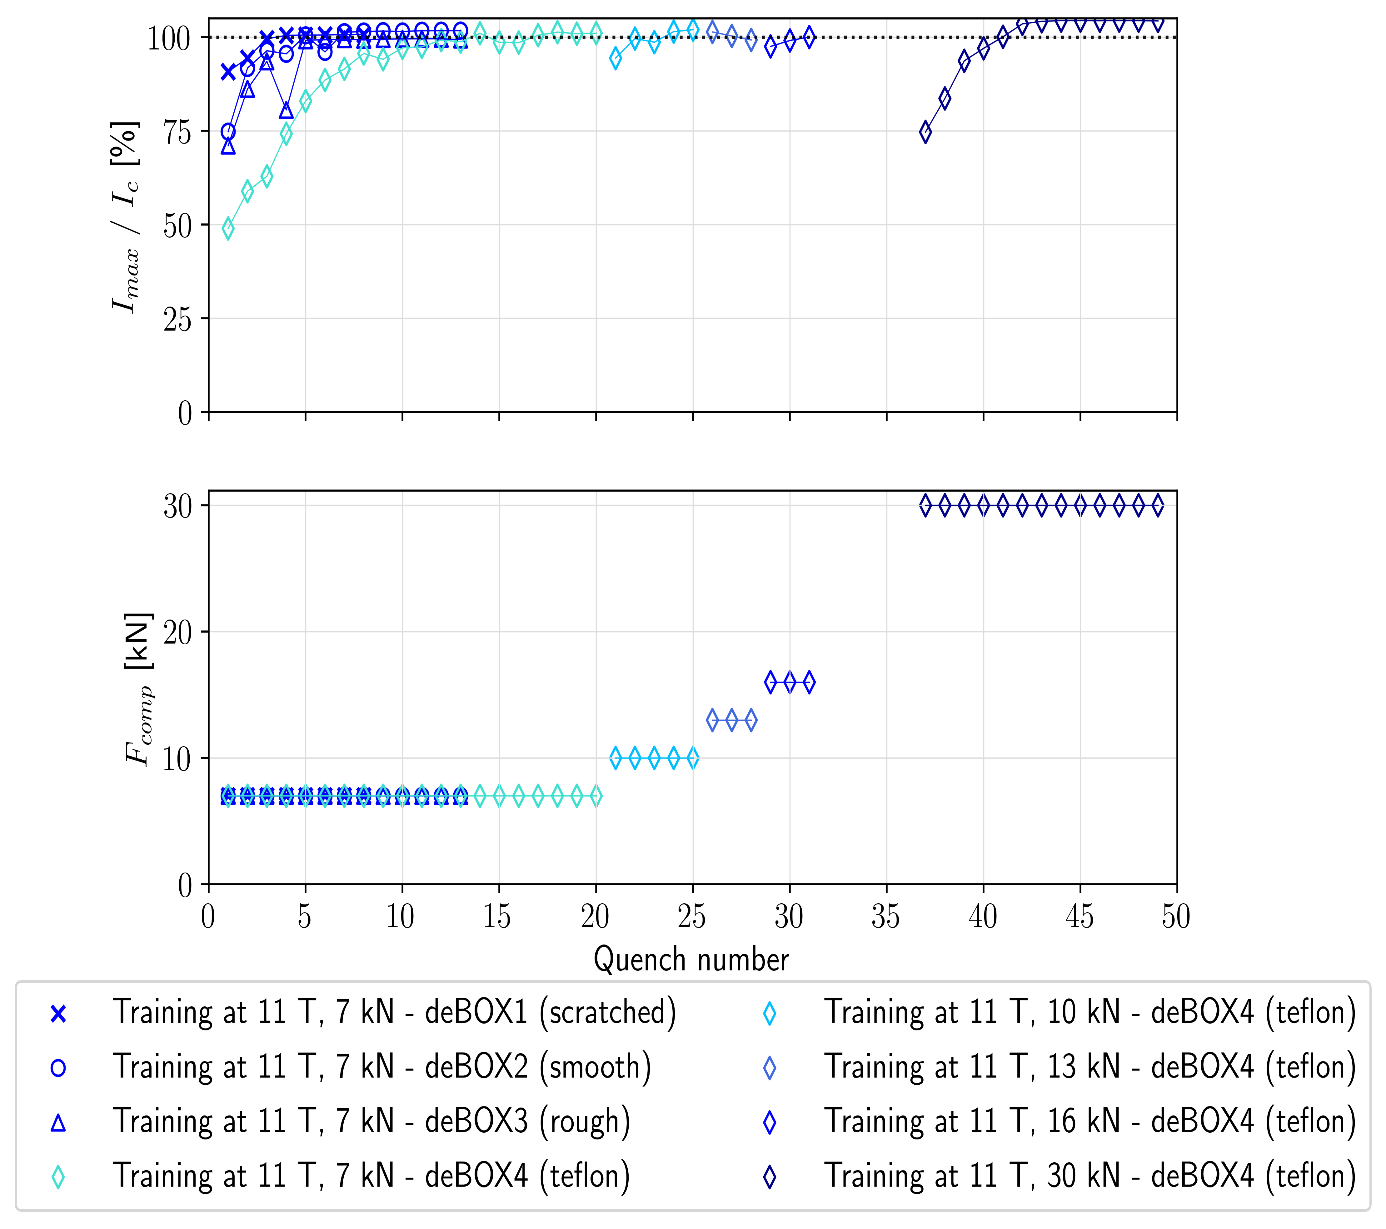 100
75
50
25
0
I_max / I_c [%]
30
20
10
0
F_comp [kN]
0 5 10 15 20 25 30 35 40 45 50
Quench number
Training at 11 T, 7 kN - deBOX1 (scratched)
Training at 11 T, 7 kN - deBOX2 (smooth)
Training at 11 T, 7 kN - deBOX3 (rough)
Training at 11 T, 7 kN - deBOX4 (teflon)
Training at 11 T, 10 kN - deBOX4 (teflon)
Training at 11 T, 13 kN - deBOX4 (teflon)
Training at 11 T, 16 kN - deBOX4 (teflon)
Training at 11 T, 30 kN - deBOX4 (teflon)